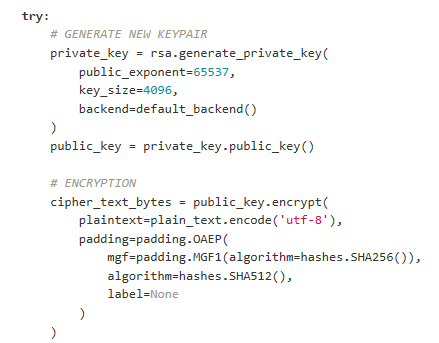 try:
    # GENERATE NEW KEYPAIR
    private_key = rsa.generate_private_key(
        public_exponent=65537,
        key_size=4096,
        backend=default_backend()
    )
    public_key = private_key.public_key()

    # ENCRYPTION
    cipher_text_bytes = public_key.encrypt(
        plaintext=plain_text.encode('utf-8'),
        padding=padding.OAEP(
            mgf=padding.MGF1(algorithm=hashes.SHA256()),
            algorithm=hashes.SHA512(),
            label=None
        )
    )